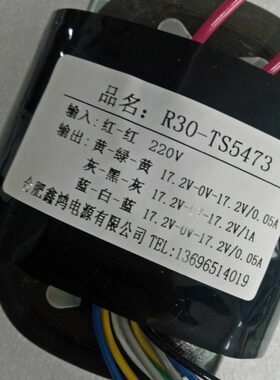 品名: R30-TS5473
输入: 红-红 220V
输出: 黄-绿-黄 17.2V-0V-17.2V/0.05A
灰-黑-灰 17.2V-0V-17.2V/1A
蓝-白-蓝 17.2V-0V-17.2V/0.05A
合肥鑫鸿电源有限公司 TEL:13696514019